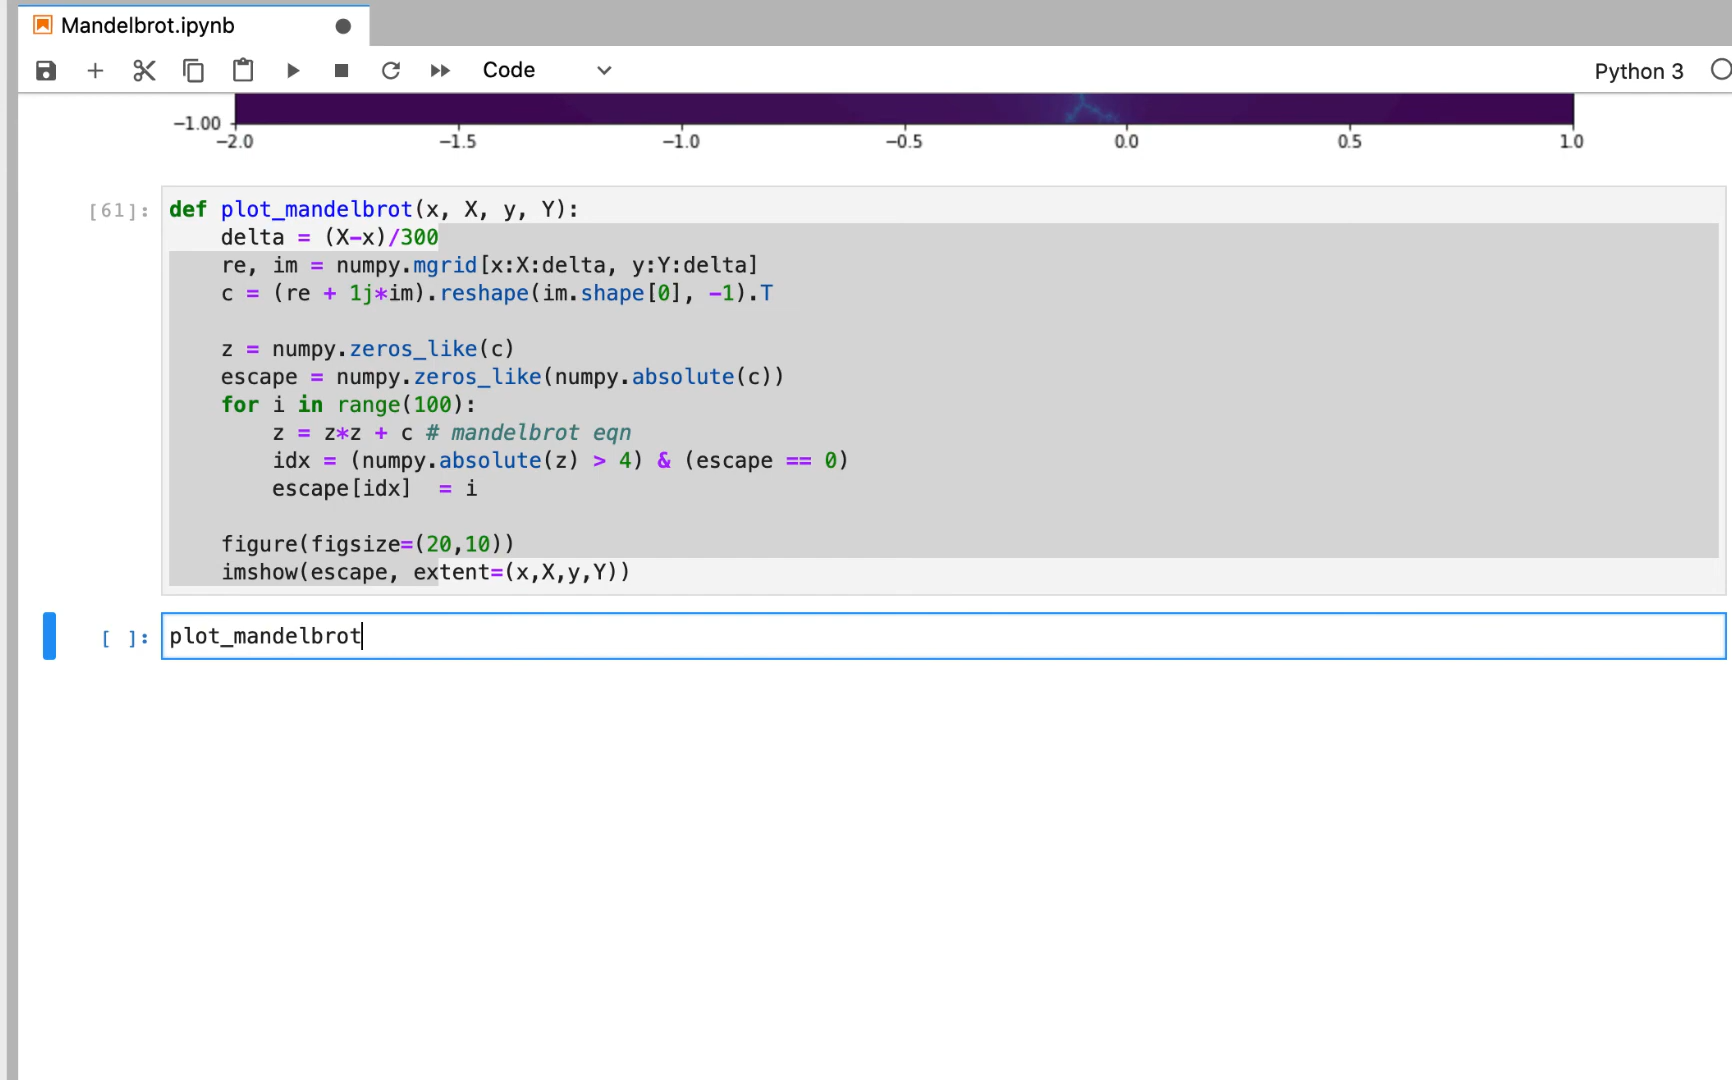 Mandelbrot.ipynb
Code
Python 3
−1.00
−2.0 −1.5 −1.0 −0.5 0.0 0.5 1.0
[61]:
def plot_mandelbrot(x, X, y, Y):
    delta = (X-x)/300
    re, im = numpy.mgrid[x:X:delta, y:Y:delta]
    c = (re + 1j*im).reshape(im.shape[0], -1).T
    z = numpy.zeros_like(c)
    escape = numpy.zeros_like(numpy.absolute(c))
    for i in range(100):
        z = z*z + c # mandelbrot eqn
        idx = (numpy.absolute(z) > 4) & (escape == 0)
        escape[idx]  = i
    figure(figsize=(20,10))
    imshow(escape, extent=(x,X,y,Y))
[ ]:
plot_mandelbrot